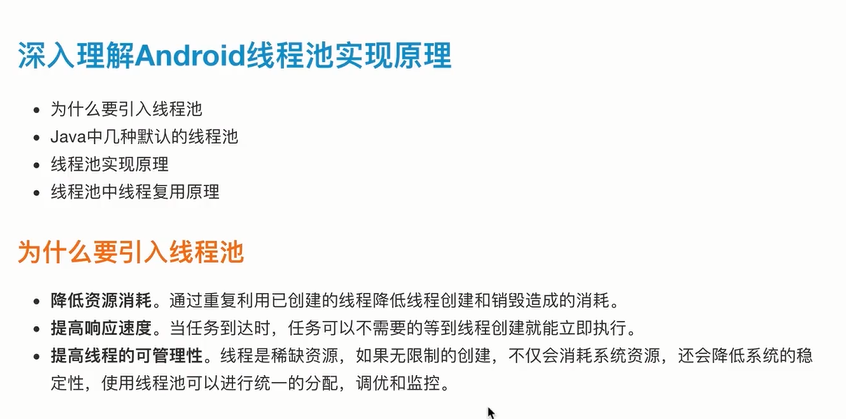 深入理解Android线程池实现原理
为什么要引入线程池
Java中几种默认的线程池
线程池实现原理
线程池中线程复用原理
为什么要引入线程池
降低资源消耗。通过重复利用已创建的线程降低线程创建和销毁造成的消耗。
提高响应速度。当任务到达时，任务可以不需要的等到线程创建就能立即执行。
提高线程的可管理性。线程是稀缺资源，如果无限制的创建，不仅会消耗系统资源，还会降低系统的稳
定性，使用线程池可以进行统一的分配，调优和监控。